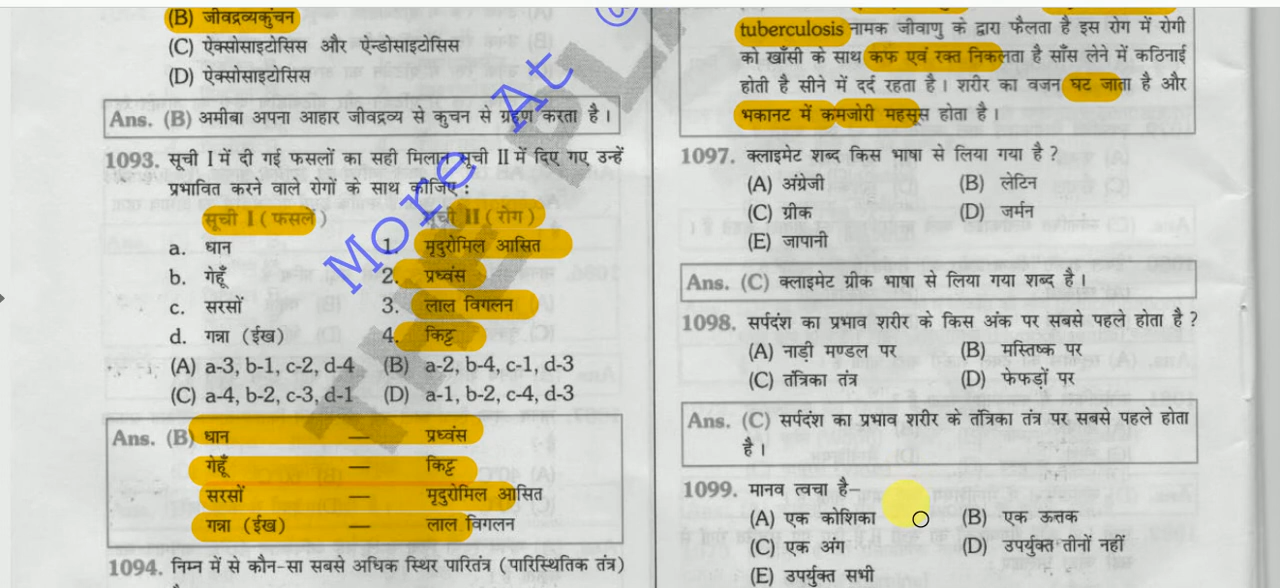 (B) जीवद्रव्यकुंचन
(C) ऐक्सोसाइटोसिस और ऐन्डोसाइटोसिस
(D) ऐक्सोसाइटोसिस
Ans. (B) अमीबा अपना आहार जीवद्रव्य से कुचन से ग्रहण करता है।
1093. सूची I में दी गई फसलों का सही मिलान सूची II में दिए गए उन्हें
प्रभावित करने वाले रोगों के साथ कीजिए :
सूची I ( फसलें ) सूची II ( रोग )
a. धान 1. मृदुरोमिल आसित
b. गेहूँ 2. प्रध्वंस
c. सरसों 3. लाल विगलन
d. गन्ना (ईख) 4. किट्ट
(A) a-3, b-1, c-2, d-4 (B) a-2, b-4, c-1, d-3
(C) a-4, b-2, c-3, d-1 (D) a-1, b-2, c-4, d-3
Ans. (B) धान — प्रध्वंस
गेहूँ — किट्ट
सरसों — मृदुरोमिल आसित
गन्ना (ईख) — लाल विगलन
1094. निम्न में से कौन-सा सबसे अधिक स्थिर पारितंत्र (पारिस्थितिक तंत्र)
tuberculosis नामक जीवाणु के द्वारा फैलता है इस रोग में रोगी
को खाँसी के साथ कफ एवं रक्त निकलता है साँस लेने में कठिनाई
होती है सीने में दर्द रहता है। शरीर का वजन घट जाता है और
भकानट में कमजोरी महसूस होता है।
1097. क्लाइमेट शब्द किस भाषा से लिया गया है ?
(A) अंग्रेजी (B) लेटिन
(C) ग्रीक (D) जर्मन
(E) जापानी
Ans. (C) क्लाइमेट ग्रीक भाषा से लिया गया शब्द है।
1098. सर्पदंश का प्रभाव शरीर के किस अंक पर सबसे पहले होता है ?
(A) नाड़ी मण्डल पर (B) मस्तिष्क पर
(C) तंत्रिका तंत्र (D) फेफड़ों पर
Ans. (C) सर्पदंश का प्रभाव शरीर के तंत्रिका तंत्र पर सबसे पहले होता
है।
1099. मानव त्वचा है–
(A) एक कोशिका (B) एक ऊतक
(C) एक अंग (D) उपर्युक्त तीनों नहीं
(E) उपर्युक्त सभी
More At